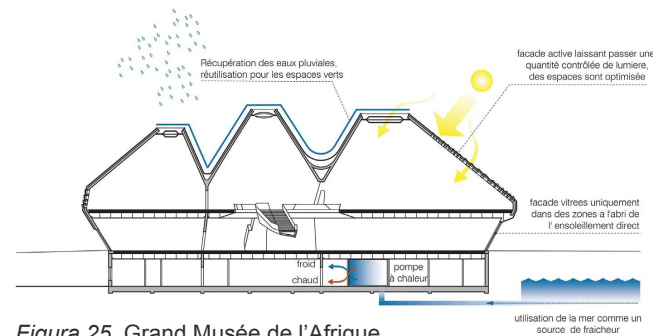 Récupération des eaux pluviales,
réutilisation pour les espaces verts
facade active laissant passer une
quantité contrôlée de lumiere,
des espaces sont optimisée
facade vitrees uniquement
dans des zones a l'abri de
l' ensoleillement direct
froid
chaud
pompe
à chaleur
utilisation de la mer comme un
source de fraicheur
Figura 25. Grand Musée de l'Afrique